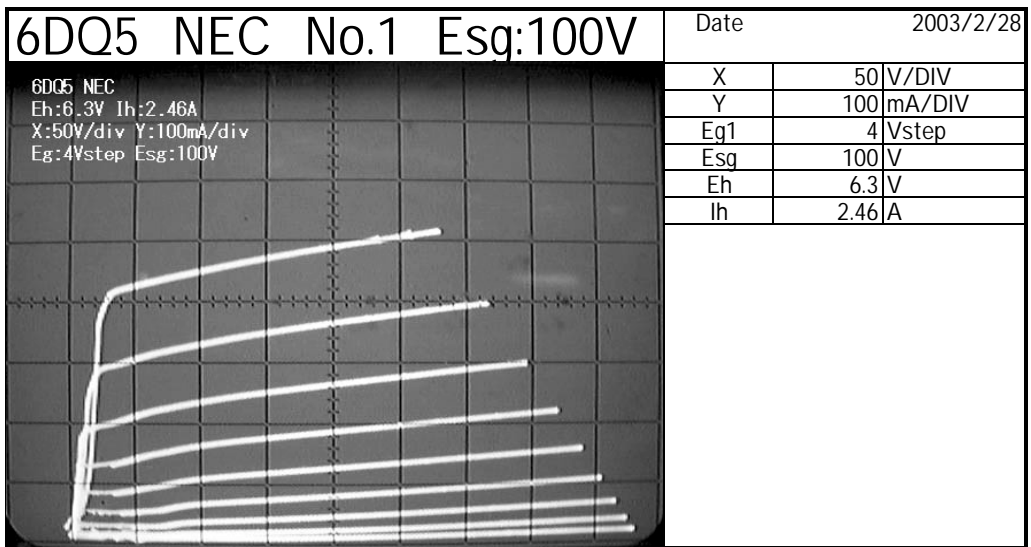 6DQ5 NEC No.1 Esg:100V
Date 2003/2/28
X 50 V/DIV
Y 100 mA/DIV
Eg1 4 Vstep
Esg 100 V
Eh 6.3 V
Ih 2.46 A
6DQ5 NEC
Eh:6.3V Ih:2.46A
X:50V/div Y:100mA/div
Eg:4Vstep Esg:100V